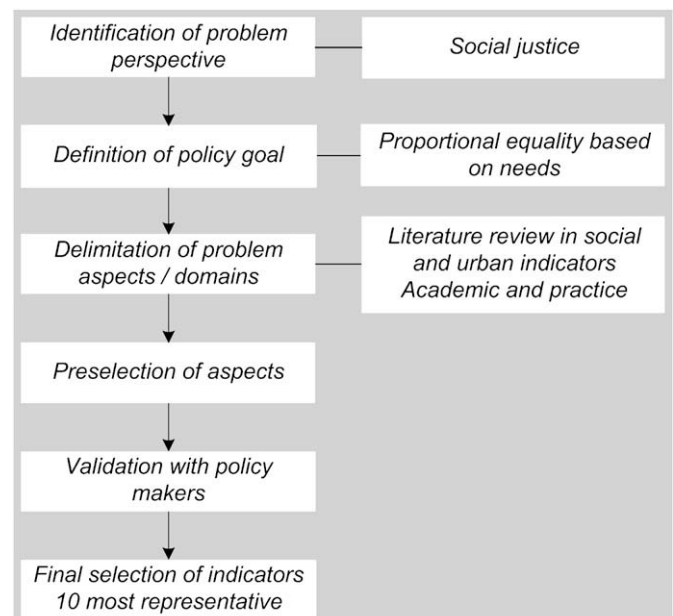 Identification of problem
perspective
Social justice
Definition of policy goal
Proportional equality based
on needs
Delimitation of problem
aspects / domains
Literature review in social
and urban indicators
Academic and practice
Preselection of aspects
Validation with policy
makers
Final selection of indicators
10 most representative